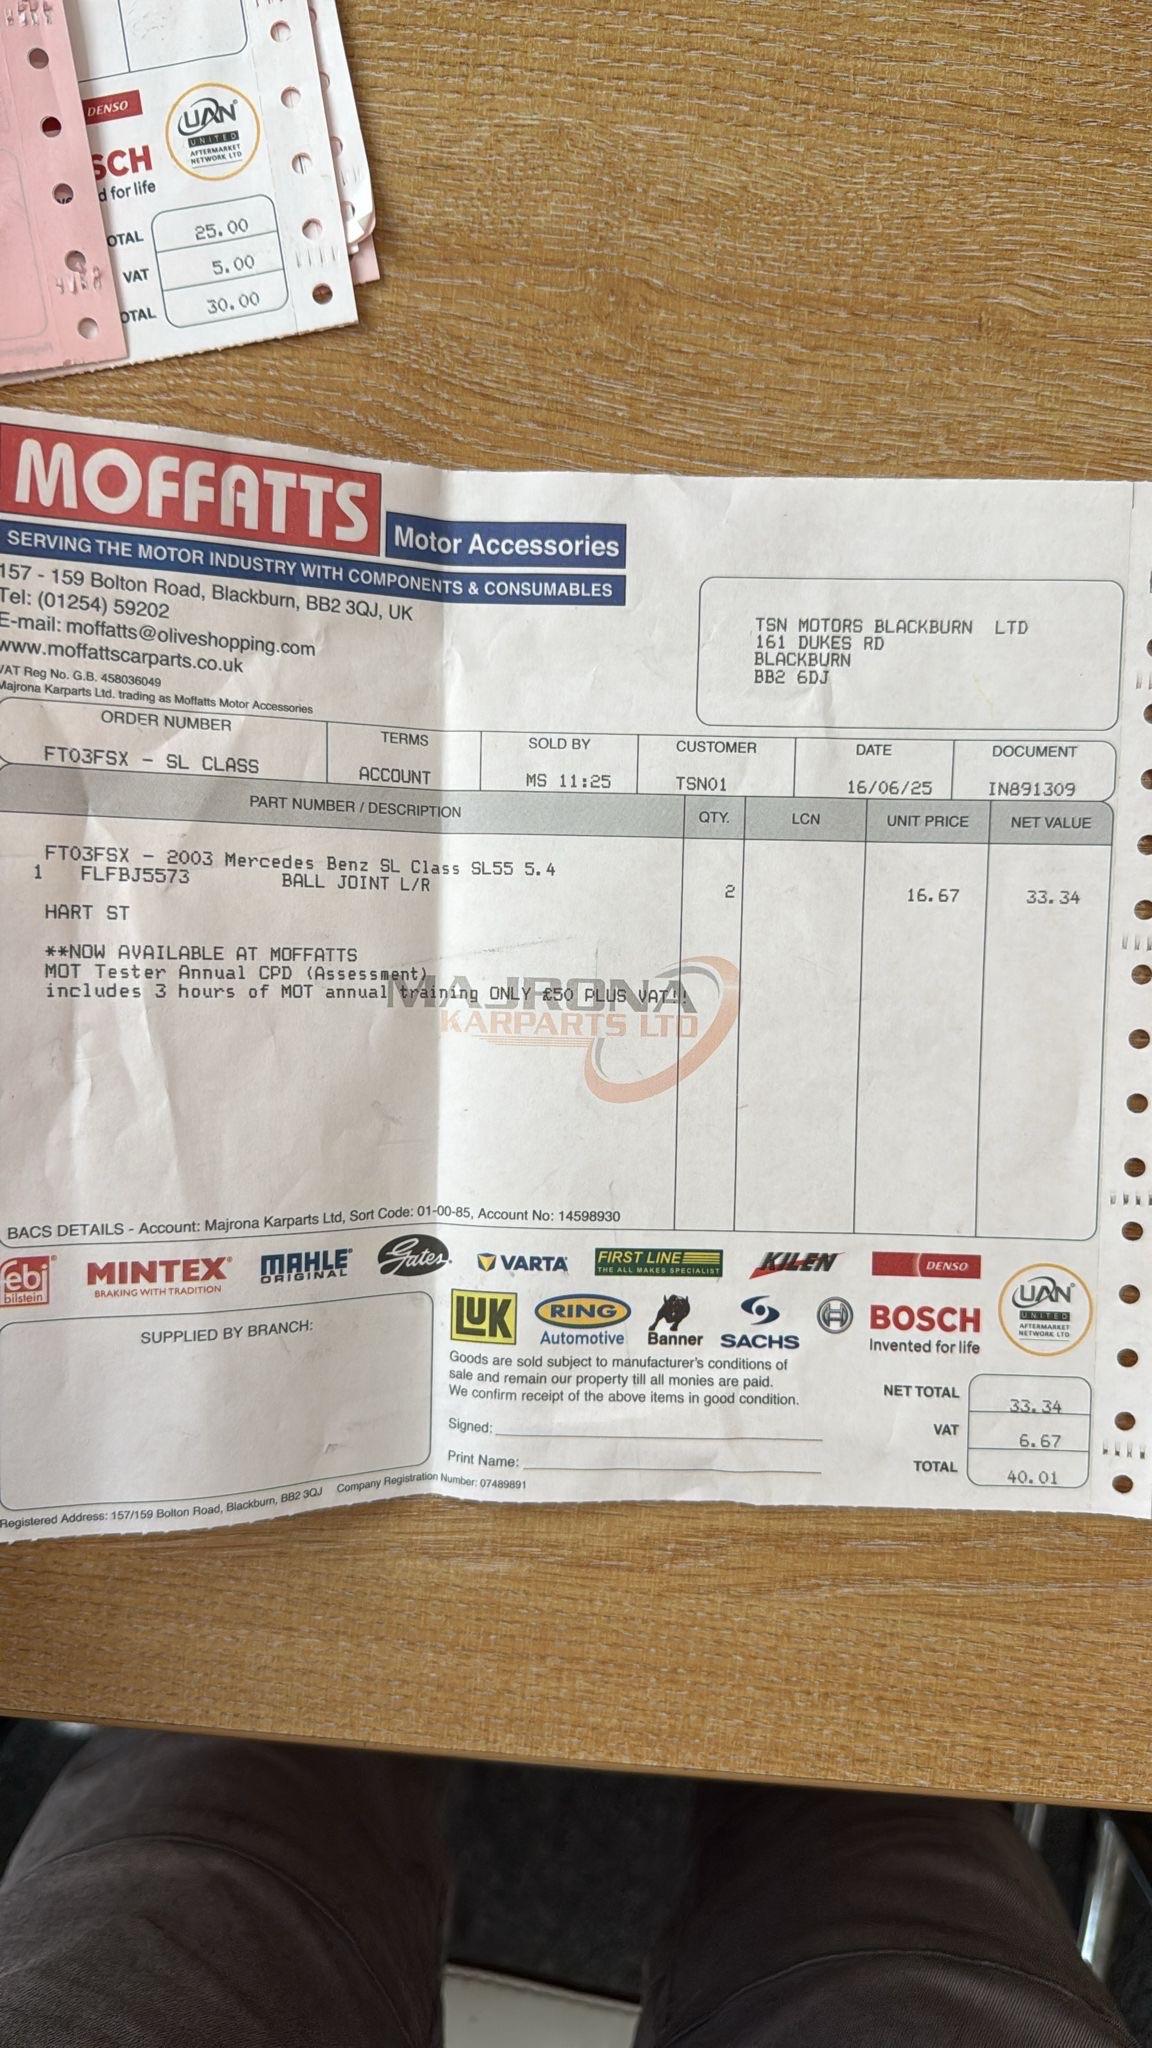 DENSO
UAN
UNITED
AFTERMARKET
NETWORK LTD
SCH
d for life
OTAL 25.00
VAT 5.00
OTAL 30.00
MOFFATTS
Motor Accessories
SERVING THE MOTOR INDUSTRY WITH COMPONENTS & CONSUMABLES
157 - 159 Bolton Road, Blackburn, BB2 3QJ, UK
Tel: (01254) 59202
E-mail: moffatts@oliveshopping.com
www.moffattscarparts.co.uk
VAT Reg No. G.B. 458036049
Majrona Karparts Ltd. trading as Moffatts Motor Accessories
TSN MOTORS BLACKBURN LTD
161 DUKES RD
BLACKBURN
BB2 6DJ
ORDER NUMBER TERMS SOLD BY CUSTOMER DATE DOCUMENT
FT03FSX - SL CLASS ACCOUNT MS 11:25 TSN01 16/06/25 IN891309
PART NUMBER / DESCRIPTION QTY. LCN UNIT PRICE NET VALUE
FT03FSX - 2003 Mercedes Benz SL Class SL55 5.4
1 FLFBJ5573 BALL JOINT L/R 2 16.67 33.34
HART ST
**NOW AVAILABLE AT MOFFATTS
MOT Tester Annual CPD (Assessment)
includes 3 hours of MOT annual training ONLY £50 PLUS VAT!!
MAJRONA
KARPARTS LTD
BACS DETAILS - Account: Majrona Karparts Ltd, Sort Code: 01-00-85, Account No: 14598930
ebi
bilstein
MINTEX
BRAKING WITH TRADITION
MAHLE
ORIGINAL
Gates
VARTA
FIRST LINE
THE ALL MAKES SPECIALIST
KILEN
DENSO
LUK
RING
Automotive
Banner
SACHS
BOSCH
Invented for life
UAN
UNITED
AFTERMARKET
NETWORK LTD
SUPPLIED BY BRANCH:
Goods are sold subject to manufacturer's conditions of
sale and remain our property till all monies are paid.
We confirm receipt of the above items in good condition.
Signed:
Print Name:
NET TOTAL 33.34
VAT 6.67
TOTAL 40.01
Registered Address: 157/159 Bolton Road, Blackburn, BB2 3QJ Company Registration Number: 07489891